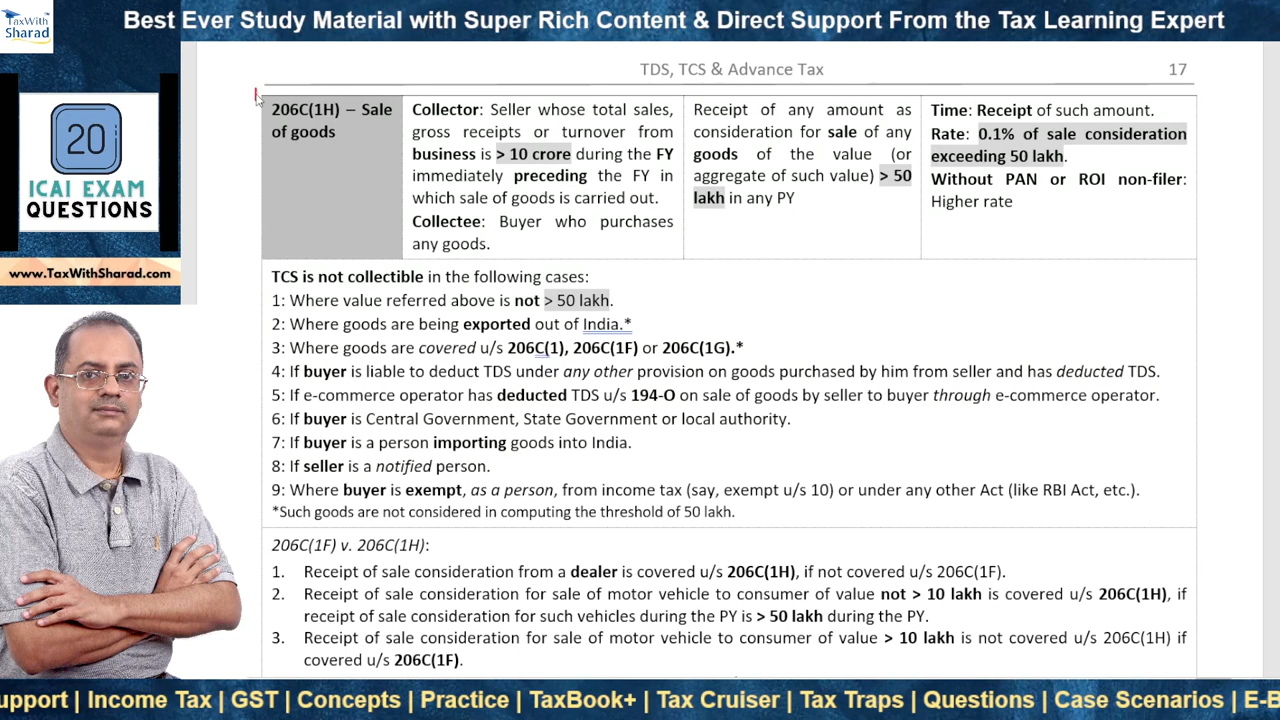 Best Ever Study Material with Super Rich Content & Direct Support From the Tax Learning Expert
TaxWith
Sharad
20
ICAI EXAM
QUESTIONS
www.TaxWithSharad.com
TDS, TCS & Advance Tax
17
206C(1H) – Sale
of goods
Collector: Seller whose total sales,
gross receipts or turnover from
business is > 10 crore during the FY
immediately preceding the FY in
which sale of goods is carried out.
Collectee: Buyer who purchases
any goods.
Receipt of any amount as
consideration for sale of any
goods of the value (or
aggregate of such value) > 50
lakh in any PY
Time: Receipt of such amount.
Rate: 0.1% of sale consideration
exceeding 50 lakh.
Without PAN or ROI non-filer:
Higher rate
TCS is not collectible in the following cases:
1: Where value referred above is not > 50 lakh.
2: Where goods are being exported out of India.*
3: Where goods are covered u/s 206C(1), 206C(1F) or 206C(1G).*
4: If buyer is liable to deduct TDS under any other provision on goods purchased by him from seller and has deducted TDS.
5: If e-commerce operator has deducted TDS u/s 194-O on sale of goods by seller to buyer through e-commerce operator.
6: If buyer is Central Government, State Government or local authority.
7: If buyer is a person importing goods into India.
8: If seller is a notified person.
9: Where buyer is exempt, as a person, from income tax (say, exempt u/s 10) or under any other Act (like RBI Act, etc.).
*Such goods are not considered in computing the threshold of 50 lakh.
206C(1F) v. 206C(1H):
1. Receipt of sale consideration from a dealer is covered u/s 206C(1H), if not covered u/s 206C(1F).
2. Receipt of sale consideration for sale of motor vehicle to consumer of value not > 10 lakh is covered u/s 206C(1H), if
receipt of sale consideration for such vehicles during the PY is > 50 lakh during the PY.
3. Receipt of sale consideration for sale of motor vehicle to consumer of value > 10 lakh is not covered u/s 206C(1H) if
covered u/s 206C(1F).
upport | Income Tax | GST | Concepts | Practice | TaxBook+ | Tax Cruiser | Tax Traps | Questions | Case Scenarios | E-B